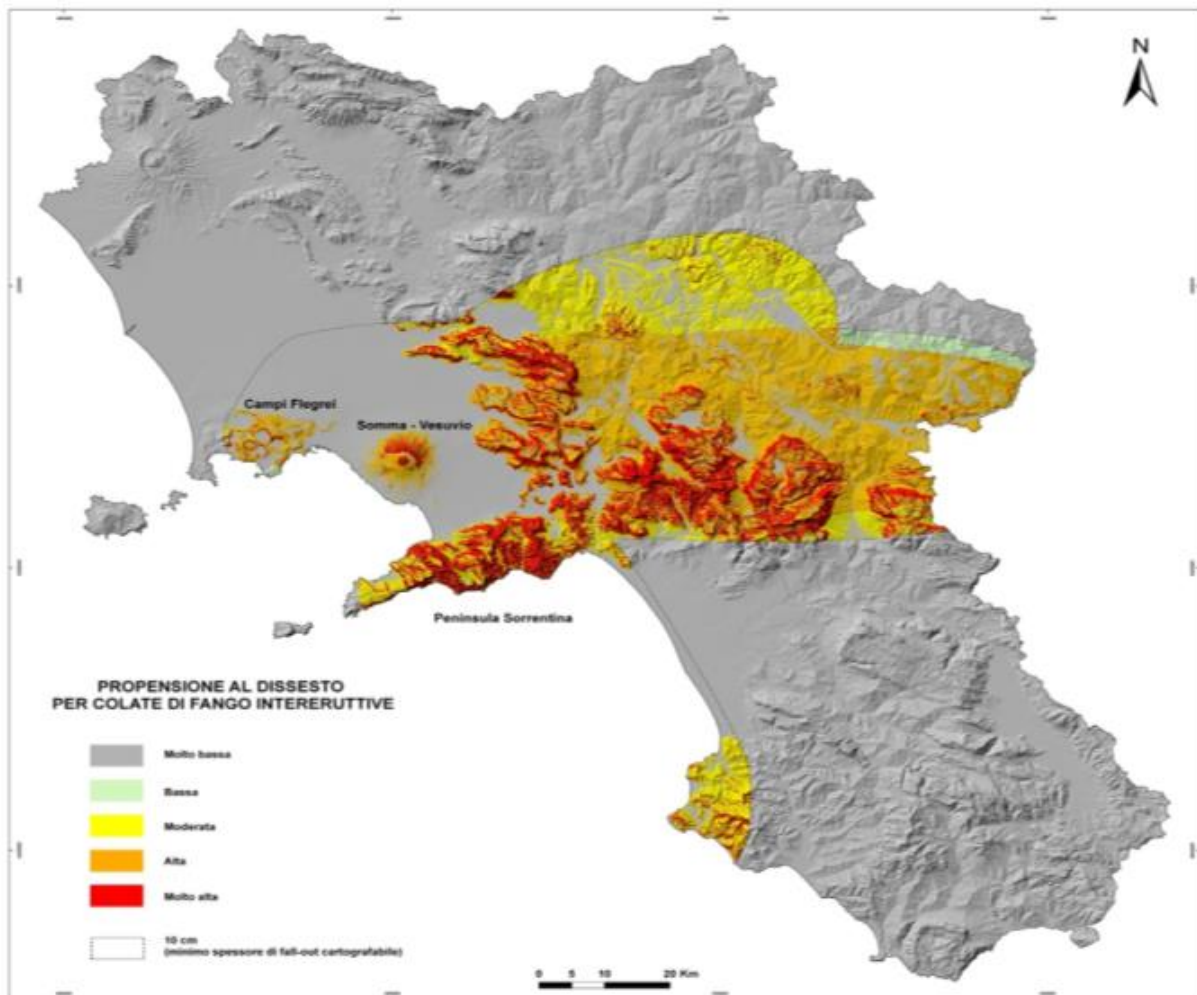 N
Campi Flegrei
Somma - Vesuvio
Peninsula Sorrentina
PROPENSIONE AL DISSESTO
PER COLATE DI FANGO INTERERUTTIVE
Molto bassa
Bassa
Moderata
Alta
Molto alta
10 cm
(minimo spessore di fall-out cartografabile)
0 5 10 20 Km